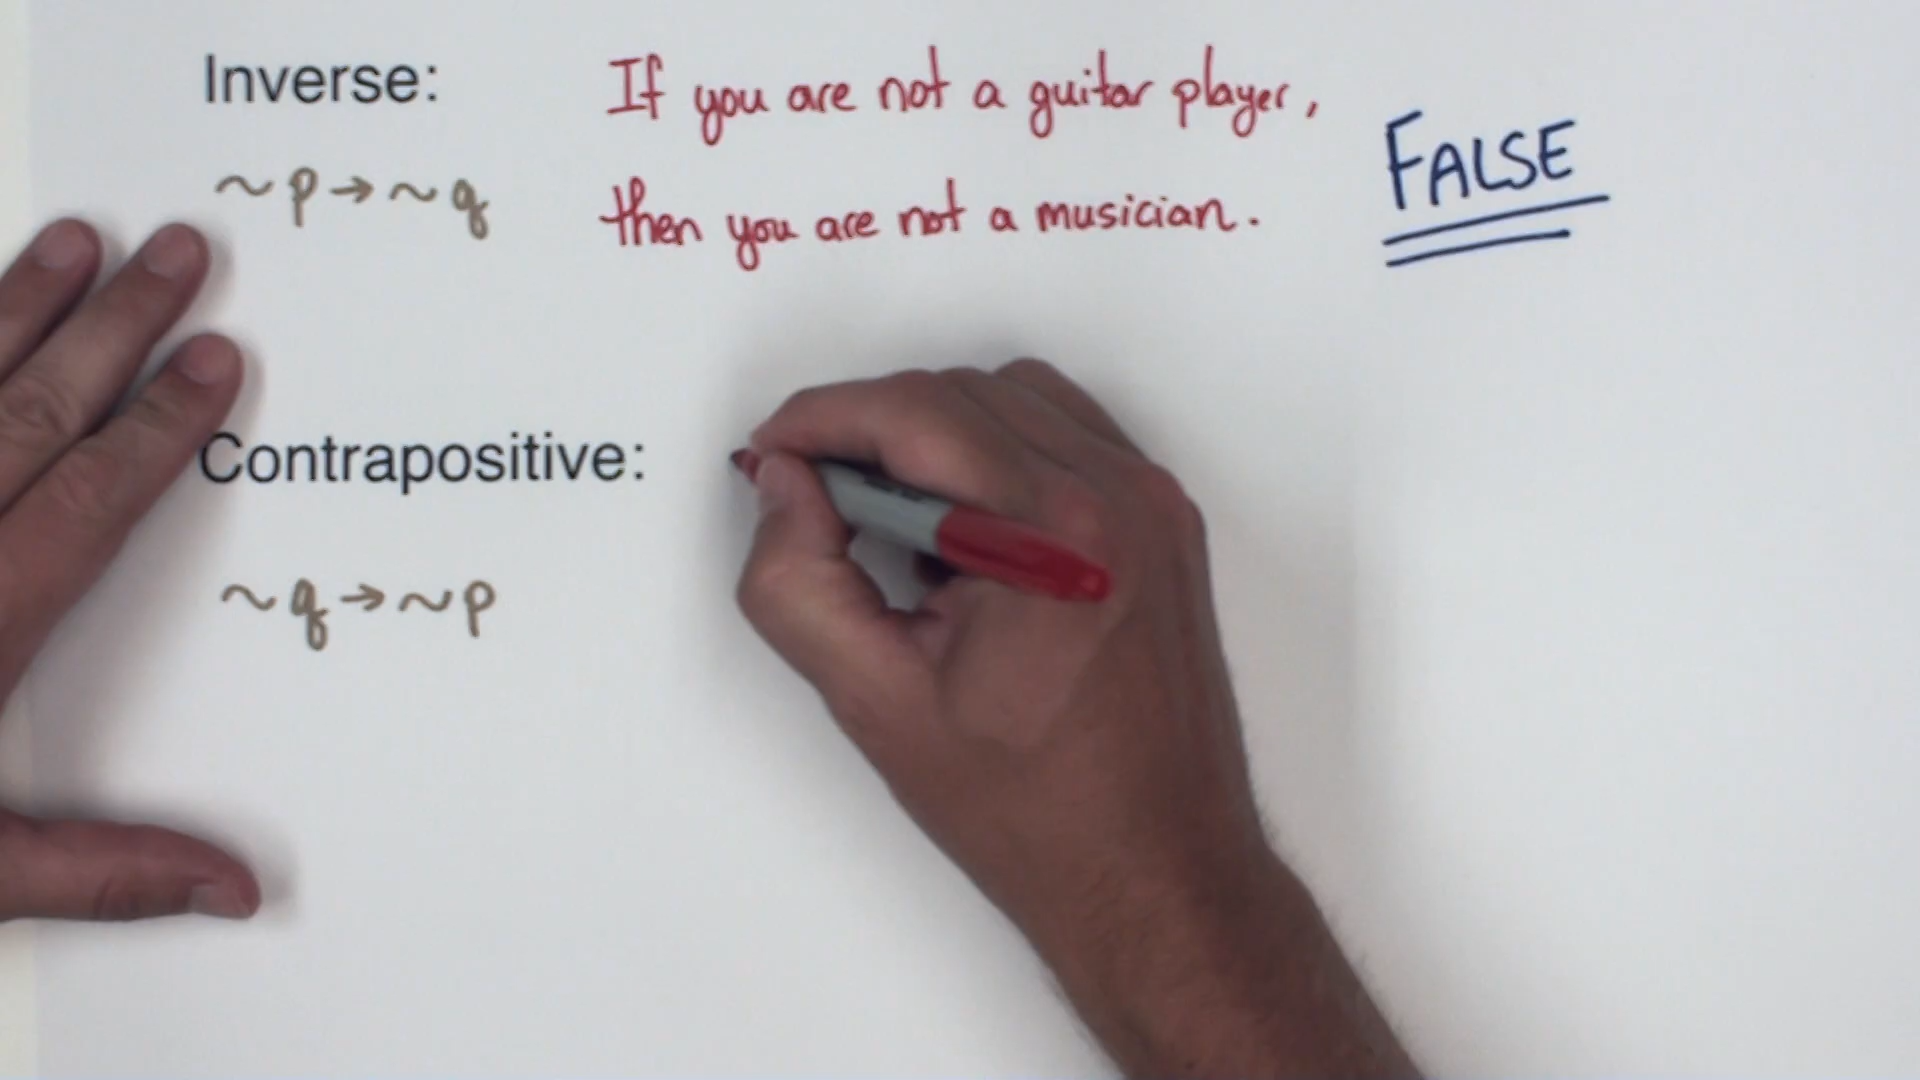 Inverse: If you are not a guitar player,
~p→~q then you are not a musician.
FALSE
Contrapositive:
~q→~p